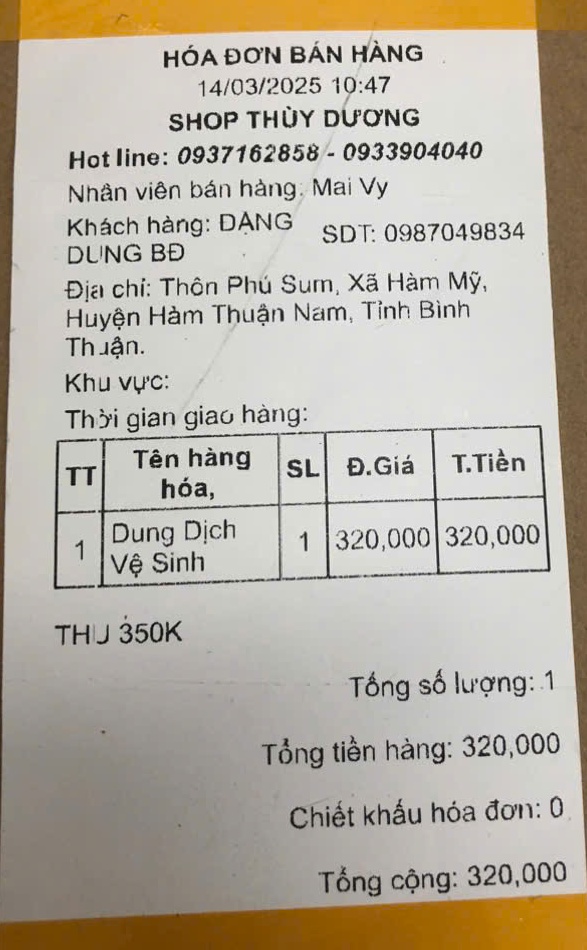 HÓA ĐƠN BÁN HÀNG
14/03/2025 10:47
SHOP THÙY DƯƠNG
Hot line: 0937162858 - 0933904040
Nhân viên bán hàng: Mai Vy
Khách hàng: ĐẶNG DUNG BĐ
SDT: 0987049834
Địa chỉ: Thôn Phú Sum, Xã Hàm Mỹ,
Huyện Hàm Thuận Nam, Tỉnh Bình
Thuận.
Khu vực:
Thời gian giao hàng:
TT Tên hàng hóa, SL Đ.Giá T.Tiền
1 Dung Dịch Vệ Sinh 1 320,000 320,000
THU 350K
Tổng số lượng: 1
Tổng tiền hàng: 320,000
Chiết khấu hóa đơn: 0
Tổng cộng: 320,000